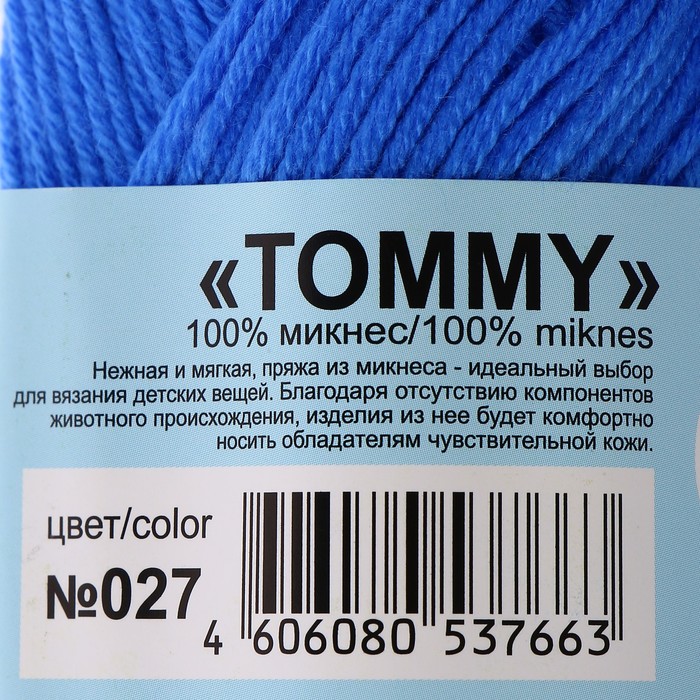 «TOMMY»
100% микнес/100% miknes
Нежная и мягкая, пряжа из микнеса - идеальный выбор
для вязания детских вещей. Благодаря отсутствию компонентов
животного происхождения, изделия из нее будет комфортно
носить обладателям чувствительной кожи.
цвет/color
№027
4 606080 537663